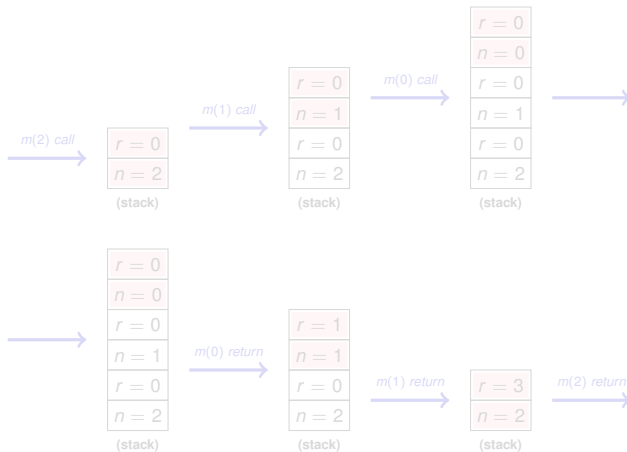 r = 0
n = 0
r = 0
n = 1
r = 0
n = 2
(stack)
m(0) call
r = 0
n = 1
r = 0
n = 2
(stack)
m(1) call
r = 0
n = 2
(stack)
m(2) call
r = 0
n = 0
r = 0
n = 1
r = 0
n = 2
(stack)
m(0) return
r = 1
n = 1
r = 0
n = 2
(stack)
m(1) return
r = 3
n = 2
(stack)
m(2) return